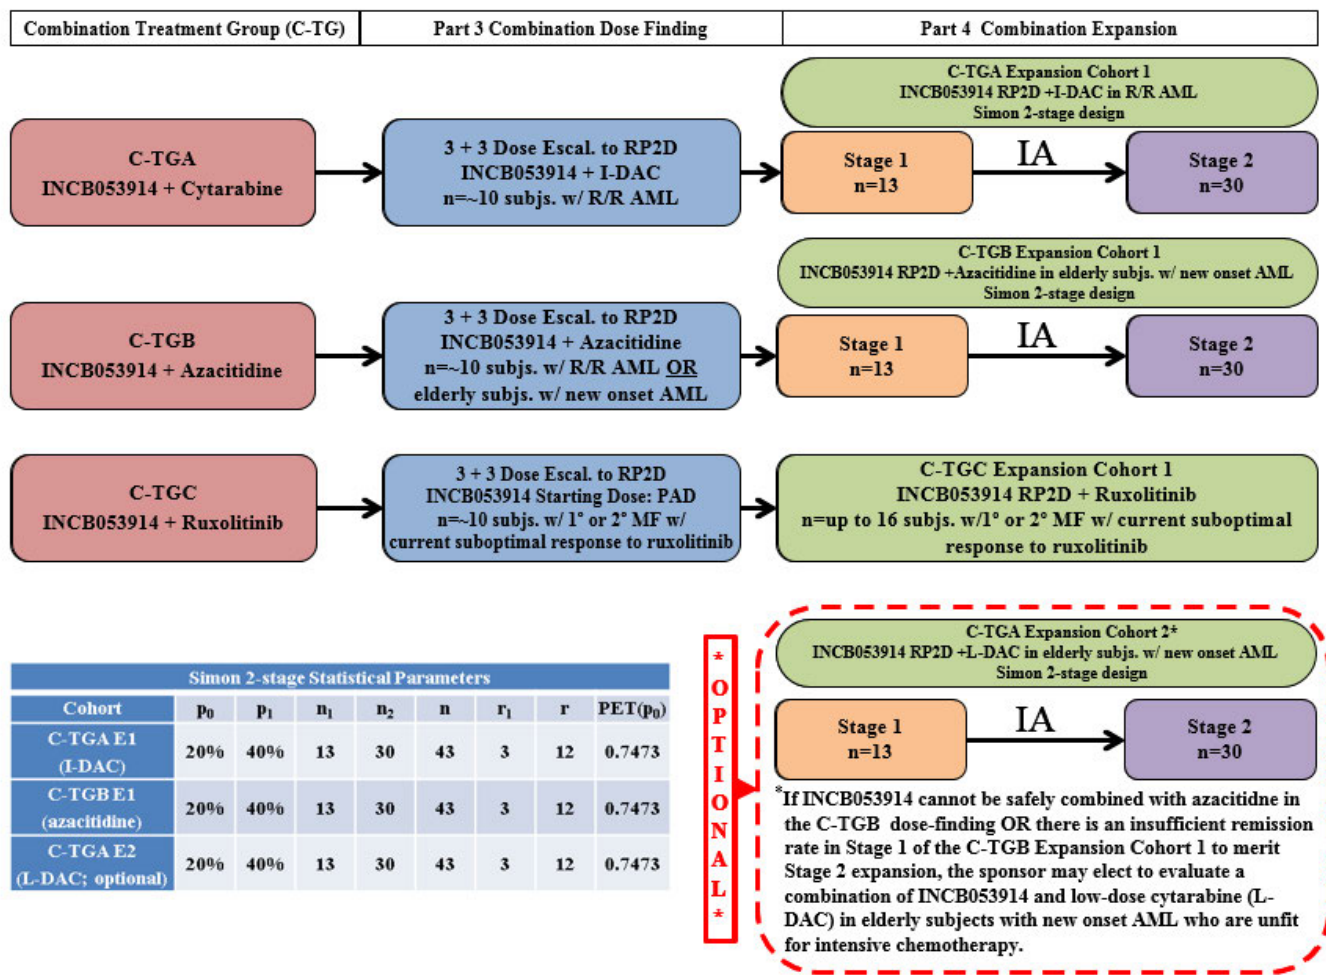 Combination Treatment Group (C-TG)
Part 3 Combination Dose Finding
Part 4 Combination Expansion
C-TGA
INCB053914 + Cytarabine
3 + 3 Dose Escal. to RP2D
INCB053914 + I-DAC
n=~10 subjs. w/ R/R AML
C-TGA Expansion Cohort 1
INCB053914 RP2D +I-DAC in R/R AML
Simon 2-stage design
Stage 1
n=13
IA
Stage 2
n=30
C-TGB
INCB053914 + Azacitidine
3 + 3 Dose Escal. to RP2D
INCB053914 + Azacitidine
n=~10 subjs. w/ R/R AML OR
elderly subjs. w/ new onset AML
C-TGB Expansion Cohort 1
INCB053914 RP2D +Azacitidine in elderly subjs. w/ new onset AML
Simon 2-stage design
Stage 1
n=13
IA
Stage 2
n=30
C-TGC
INCB053914 + Ruxolitinib
3 + 3 Dose Escal. to RP2D
INCB053914 Starting Dose: PAD
n=~10 subjs. w/ 1° or 2° MF w/
current suboptimal response to ruxolitinib
C-TGC Expansion Cohort 1
INCB053914 RP2D + Ruxolitinib
n=up to 16 subjs. w/1° or 2° MF w/ current suboptimal
response to ruxolitinib
Simon 2-stage Statistical Parameters
Cohort p0 p1 n1 n2 n r1 r PET(p0)
C-TGA E1
(I-DAC) 20% 40% 13 30 43 3 12 0.7473
C-TGB E1
(azacitidine) 20% 40% 13 30 43 3 12 0.7473
C-TGA E2
(L-DAC; optional) 20% 40% 13 30 43 3 12 0.7473
*OPTIONAL*
C-TGA Expansion Cohort 2*
INCB053914 RP2D +L-DAC in elderly subjs. w/ new onset AML
Simon 2-stage design
Stage 1
n=13
IA
Stage 2
n=30
*If INCB053914 cannot be safely combined with azacitidne in
the C-TGB dose-finding OR there is an insufficient remission
rate in Stage 1 of the C-TGB Expansion Cohort 1 to merit
Stage 2 expansion, the sponsor may elect to evaluate a
combination of INCB053914 and low-dose cytarabine (L-
DAC) in elderly subjects with new onset AML who are unfit
for intensive chemotherapy.